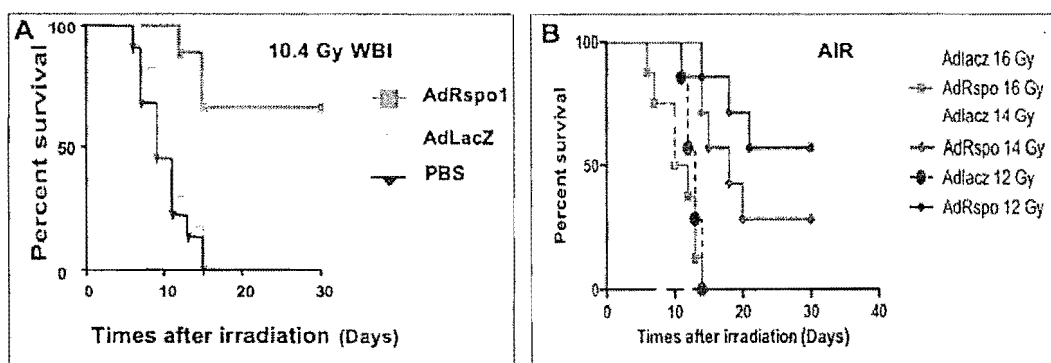 A
10.4 Gy WBI
AdRspo1
AdLacZ
PBS
Percent survival
100
50
0
0 10 20 30
Times after irradiation (Days)
B
AIR
Adlacz 16 Gy
AdRspo 16 Gy
Adlacz 14 Gy
AdRspo 14 Gy
Adlacz 12 Gy
AdRspo 12 Gy
Percent survival
100
50
0
0 10 20 30 40
Times after irradiation (Days)